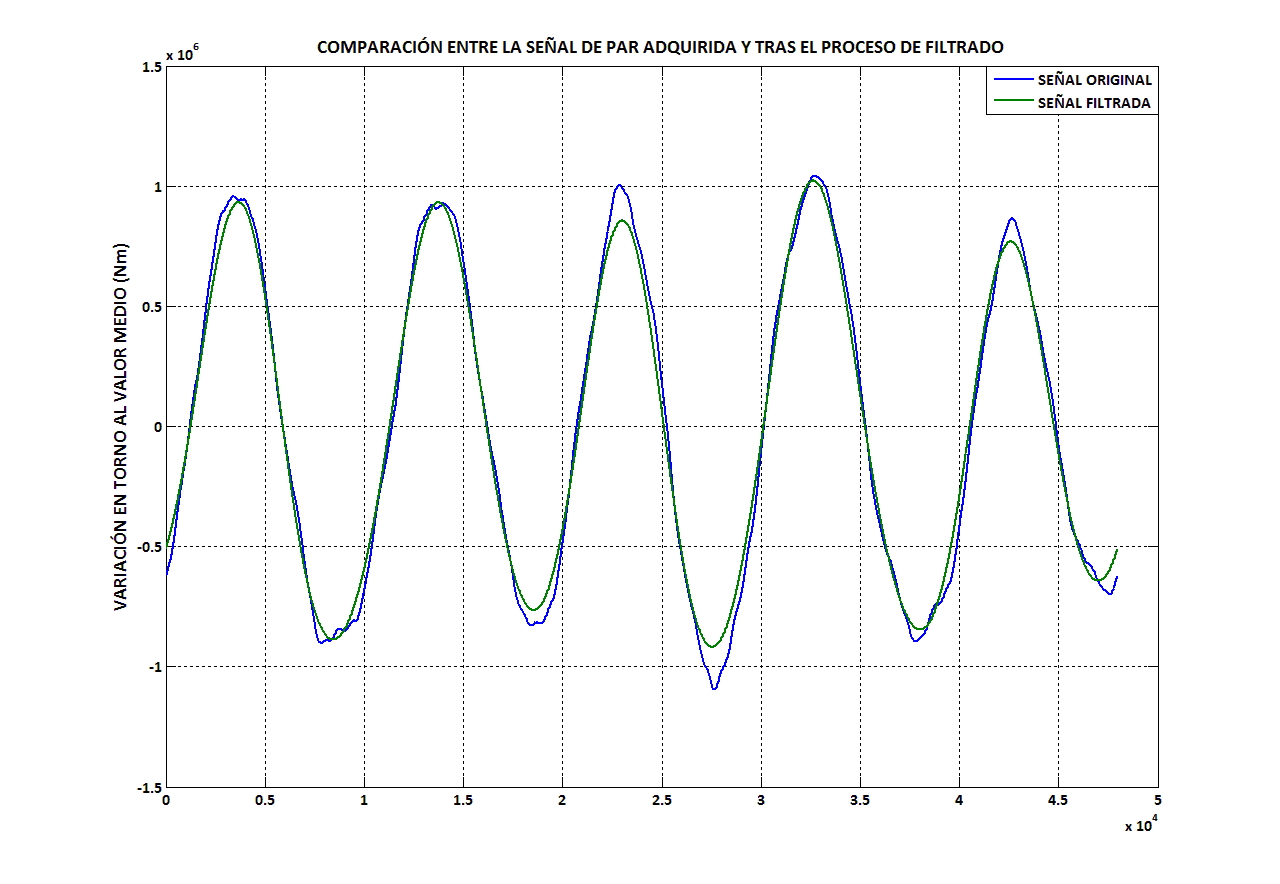 COMPARACIÓN ENTRE LA SEÑAL DE PAR ADQUIRIDA Y TRAS EL PROCESO DE FILTRADO
x 10^6
SEÑAL ORIGINAL
SEÑAL FILTRADA
VARIACIÓN EN TORNO AL VALOR MEDIO (Nm)
1.5
1
0.5
0
-0.5
-1
-1.5
0 0.5 1 1.5 2 2.5 3 3.5 4 4.5 5
x 10^4